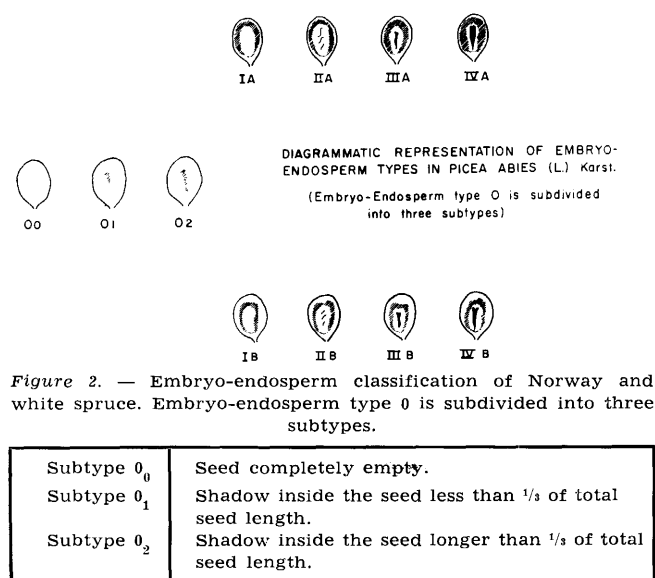 IA IIA IIIA IVA
DIAGRAMMATIC REPRESENTATION OF EMBRYO-
ENDOSPERM TYPES IN PICEA ABIES (L.) Karst.
(Embryo-Endosperm type O is subdivided
into three subtypes)
O0 O1 O2
IB IIB IIIB IVB
Figure 2. — Embryo-endosperm classification of Norway and
white spruce. Embryo-endosperm type 0 is subdivided into three
subtypes.
Subtype 0₀ Seed completely empty.
Subtype 0₁ Shadow inside the seed less than ¹/₃ of total
seed length.
Subtype 0₂ Shadow inside the seed longer than ¹/₃ of total
seed length.